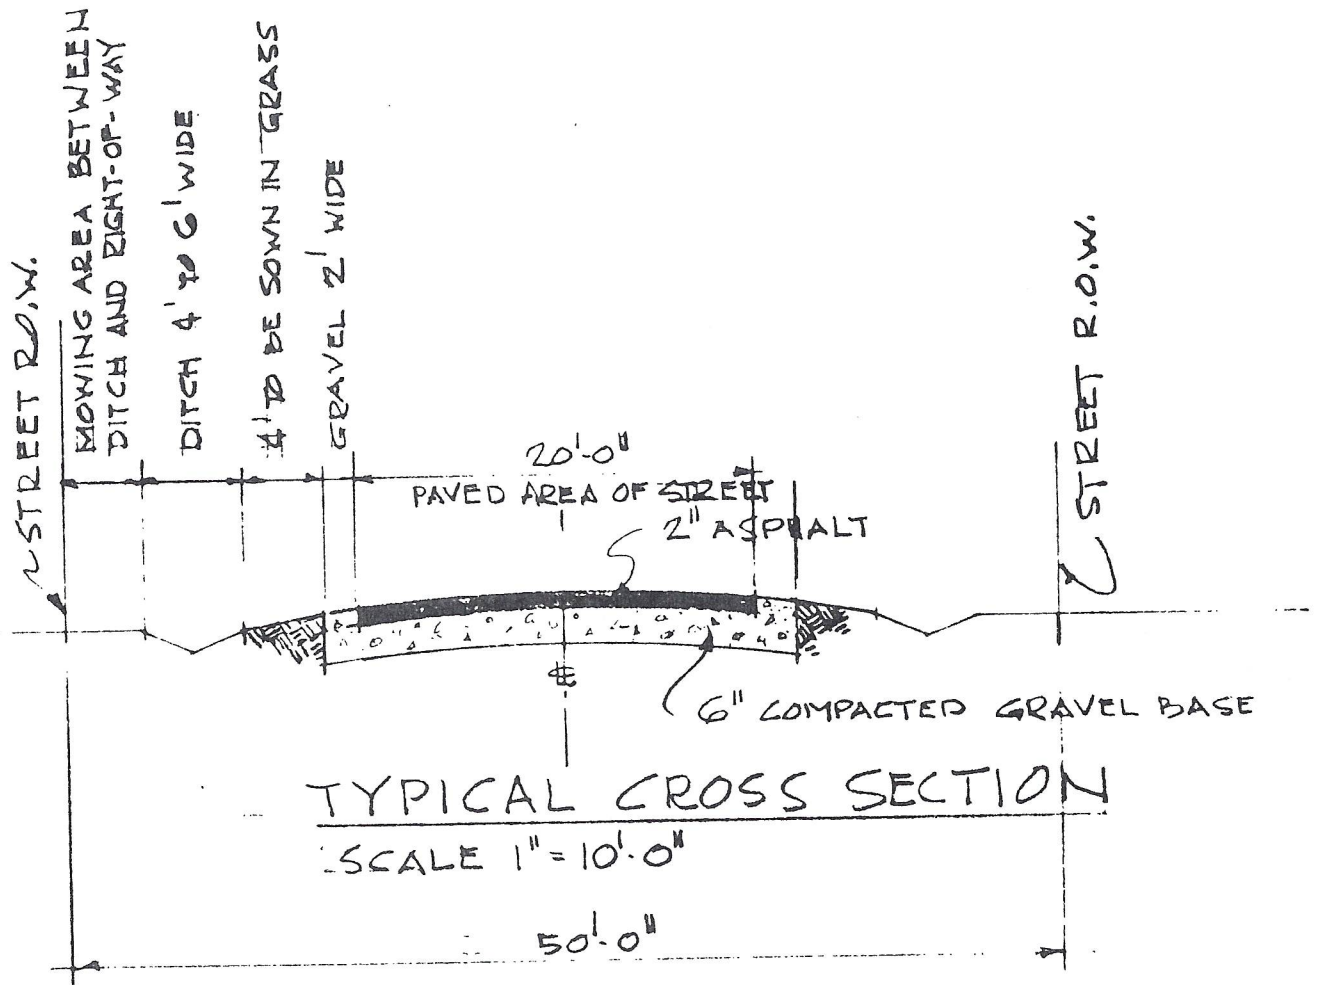 STREET R.O.W.
MOWING AREA BETWEEN
DITCH AND RIGHT-OF-WAY
DITCH 4' TO 6' WIDE
4' TO BE SOWN IN GRASS
GRAVEL 2' WIDE
20'-0"
PAVED AREA OF STREET
2" ASPHALT
STREET R.O.W.
℄
6" COMPACTED GRAVEL BASE
TYPICAL CROSS SECTION
SCALE 1"=10'-0"
50'-0"